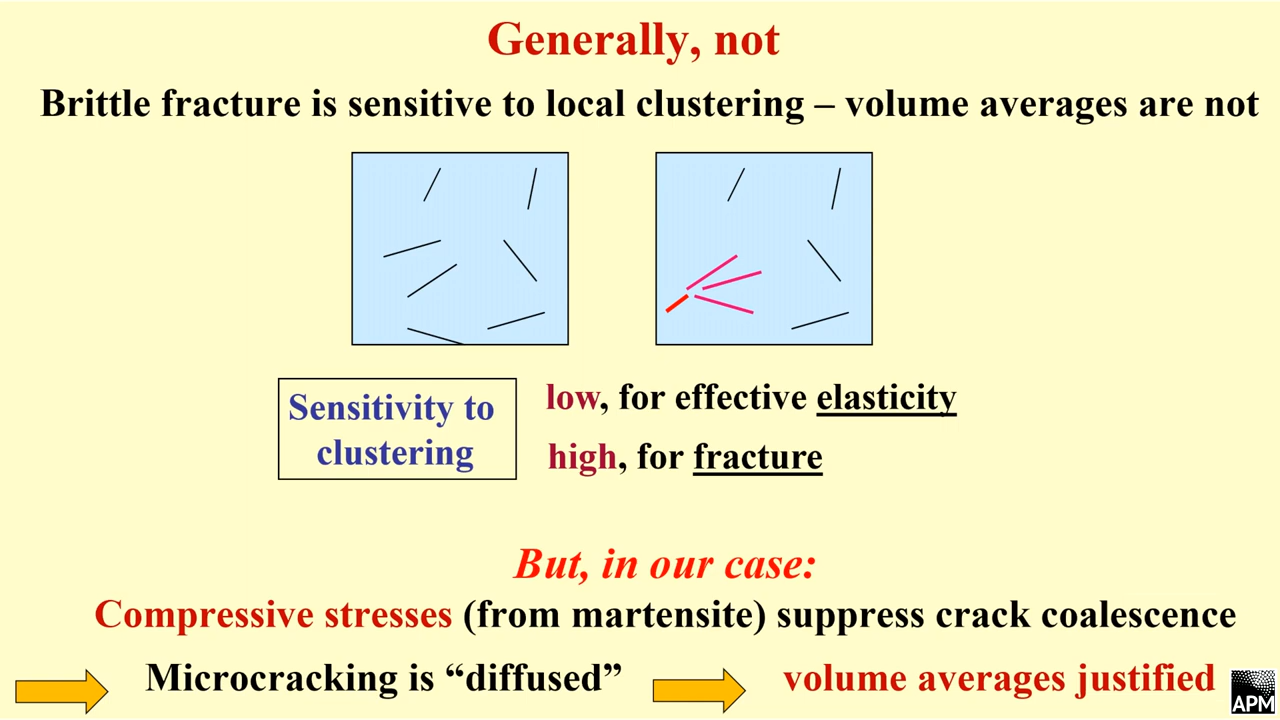 Generally, not
Brittle fracture is sensitive to local clustering – volume averages are not
Sensitivity to
clustering
low, for effective elasticity
high, for fracture
But, in our case:
Compressive stresses (from martensite) suppress crack coalescence
Microcracking is “diffused”
volume averages justified
APM